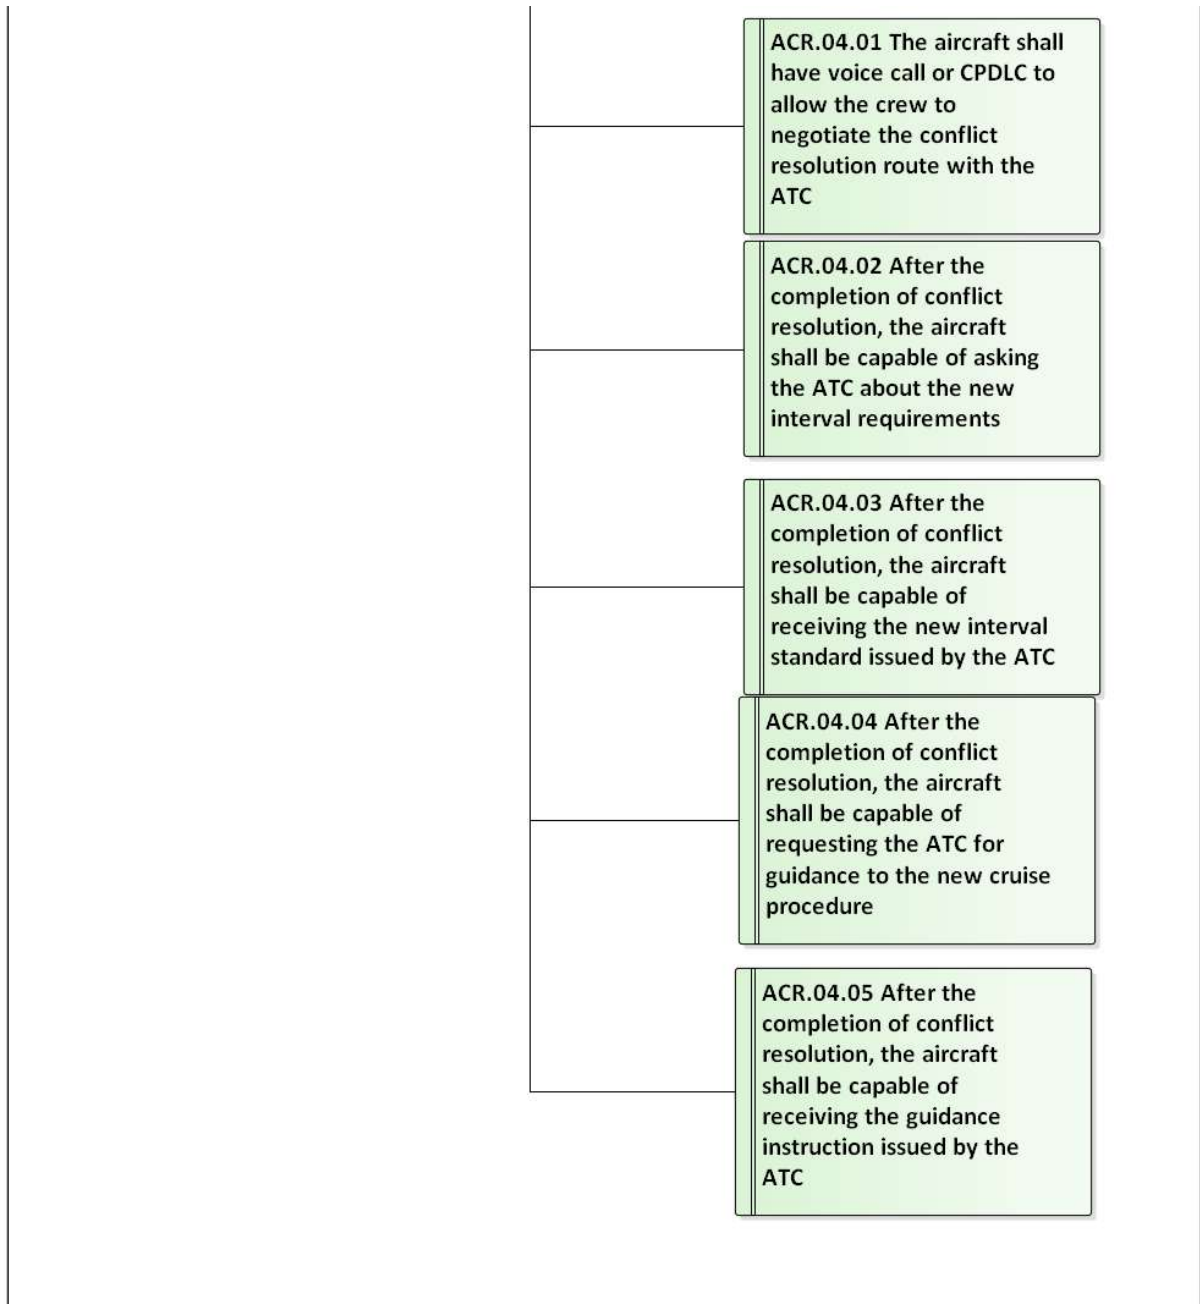 ACR.04.01 The aircraft shall
have voice call or CPDLC to
allow the crew to
negotiate the conflict
resolution route with the
ATC
ACR.04.02 After the
completion of conflict
resolution, the aircraft
shall be capable of asking
the ATC about the new
interval requirements
ACR.04.03 After the
completion of conflict
resolution, the aircraft
shall be capable of
receiving the new interval
standard issued by the ATC
ACR.04.04 After the
completion of conflict
resolution, the aircraft
shall be capable of
requesting the ATC for
guidance to the new cruise
procedure
ACR.04.05 After the
completion of conflict
resolution, the aircraft
shall be capable of
receiving the guidance
instruction issued by the
ATC